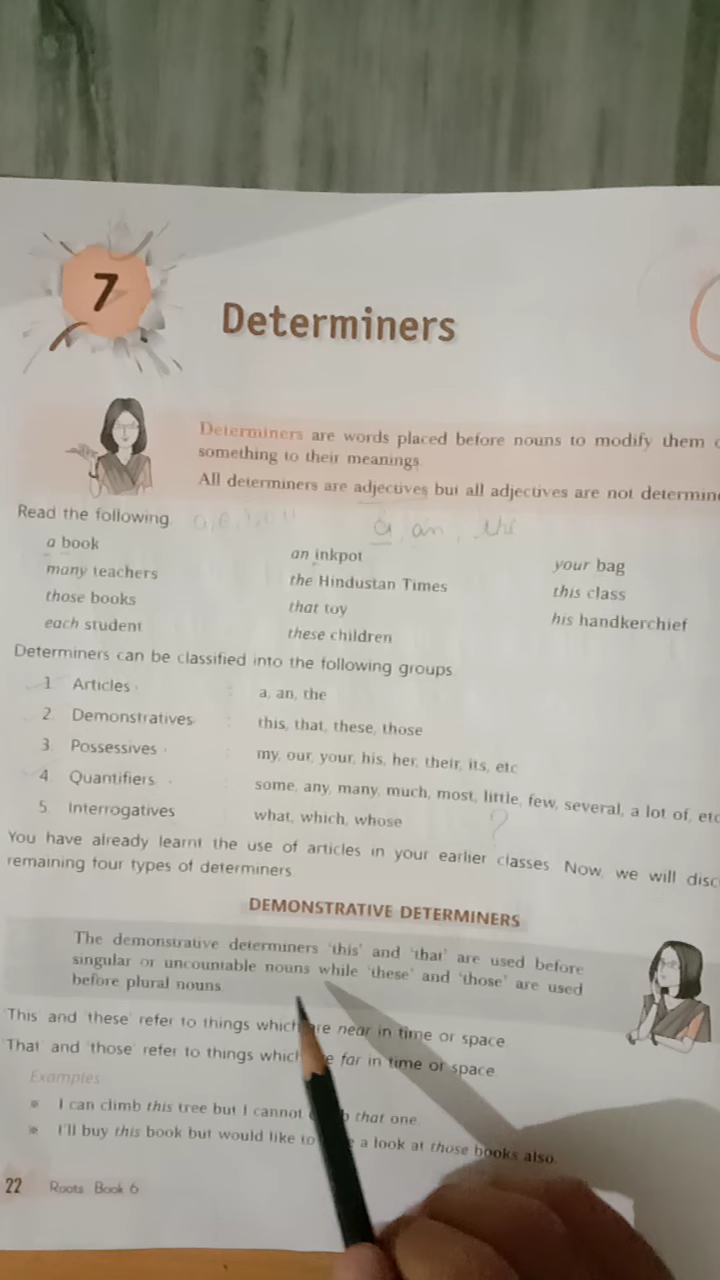 7
Determiners
Determiners are words placed before nouns to modify them
something to their meanings.
All determiners are adjectives but all adjectives are not
Read the following.
a, an, the
a book
an inkpot
your bag
many teachers
the Hindustan Times
this class
those books
that toy
his handkerchief
each student
these children
Determiners can be classified into the following groups.
1. Articles : a, an, the
2. Demonstratives : this, that, these, those
3. Possessives : my, our, your, his, her, their, its, etc
4. Quantifiers : some, any, many, much, most, little, few, several, a lot of, etc
5. Interrogatives : what, which, whose
?
You have already learnt the use of articles in your earlier classes. Now, we will
remaining four types of determiners.
DEMONSTRATIVE DETERMINERS
The demonstrative determiners 'this' and 'that' are used before
singular or uncountable nouns while 'these' and 'those' are used
before plural nouns.
'This' and 'these' refer to things which are near in time or space.
'That' and 'those' refer to things which far in time or space.
Examples
* I can climb this tree but I cannot that one.
* I'll buy this book but would like to a look at those books also.
22 Roots Book 6